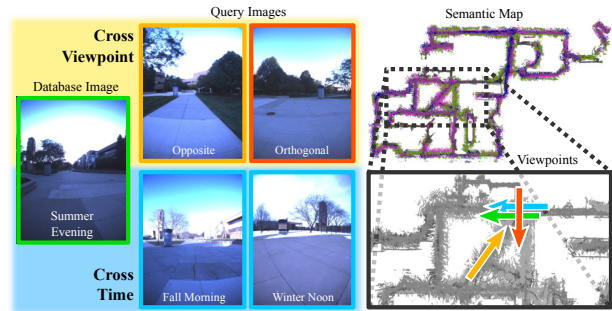 Query Images
Semantic Map
Cross
Viewpoint
Database Image
Opposite
Orthogonal
Viewpoints
Summer
Evening
Cross
Time
Fall Morning
Winter Noon